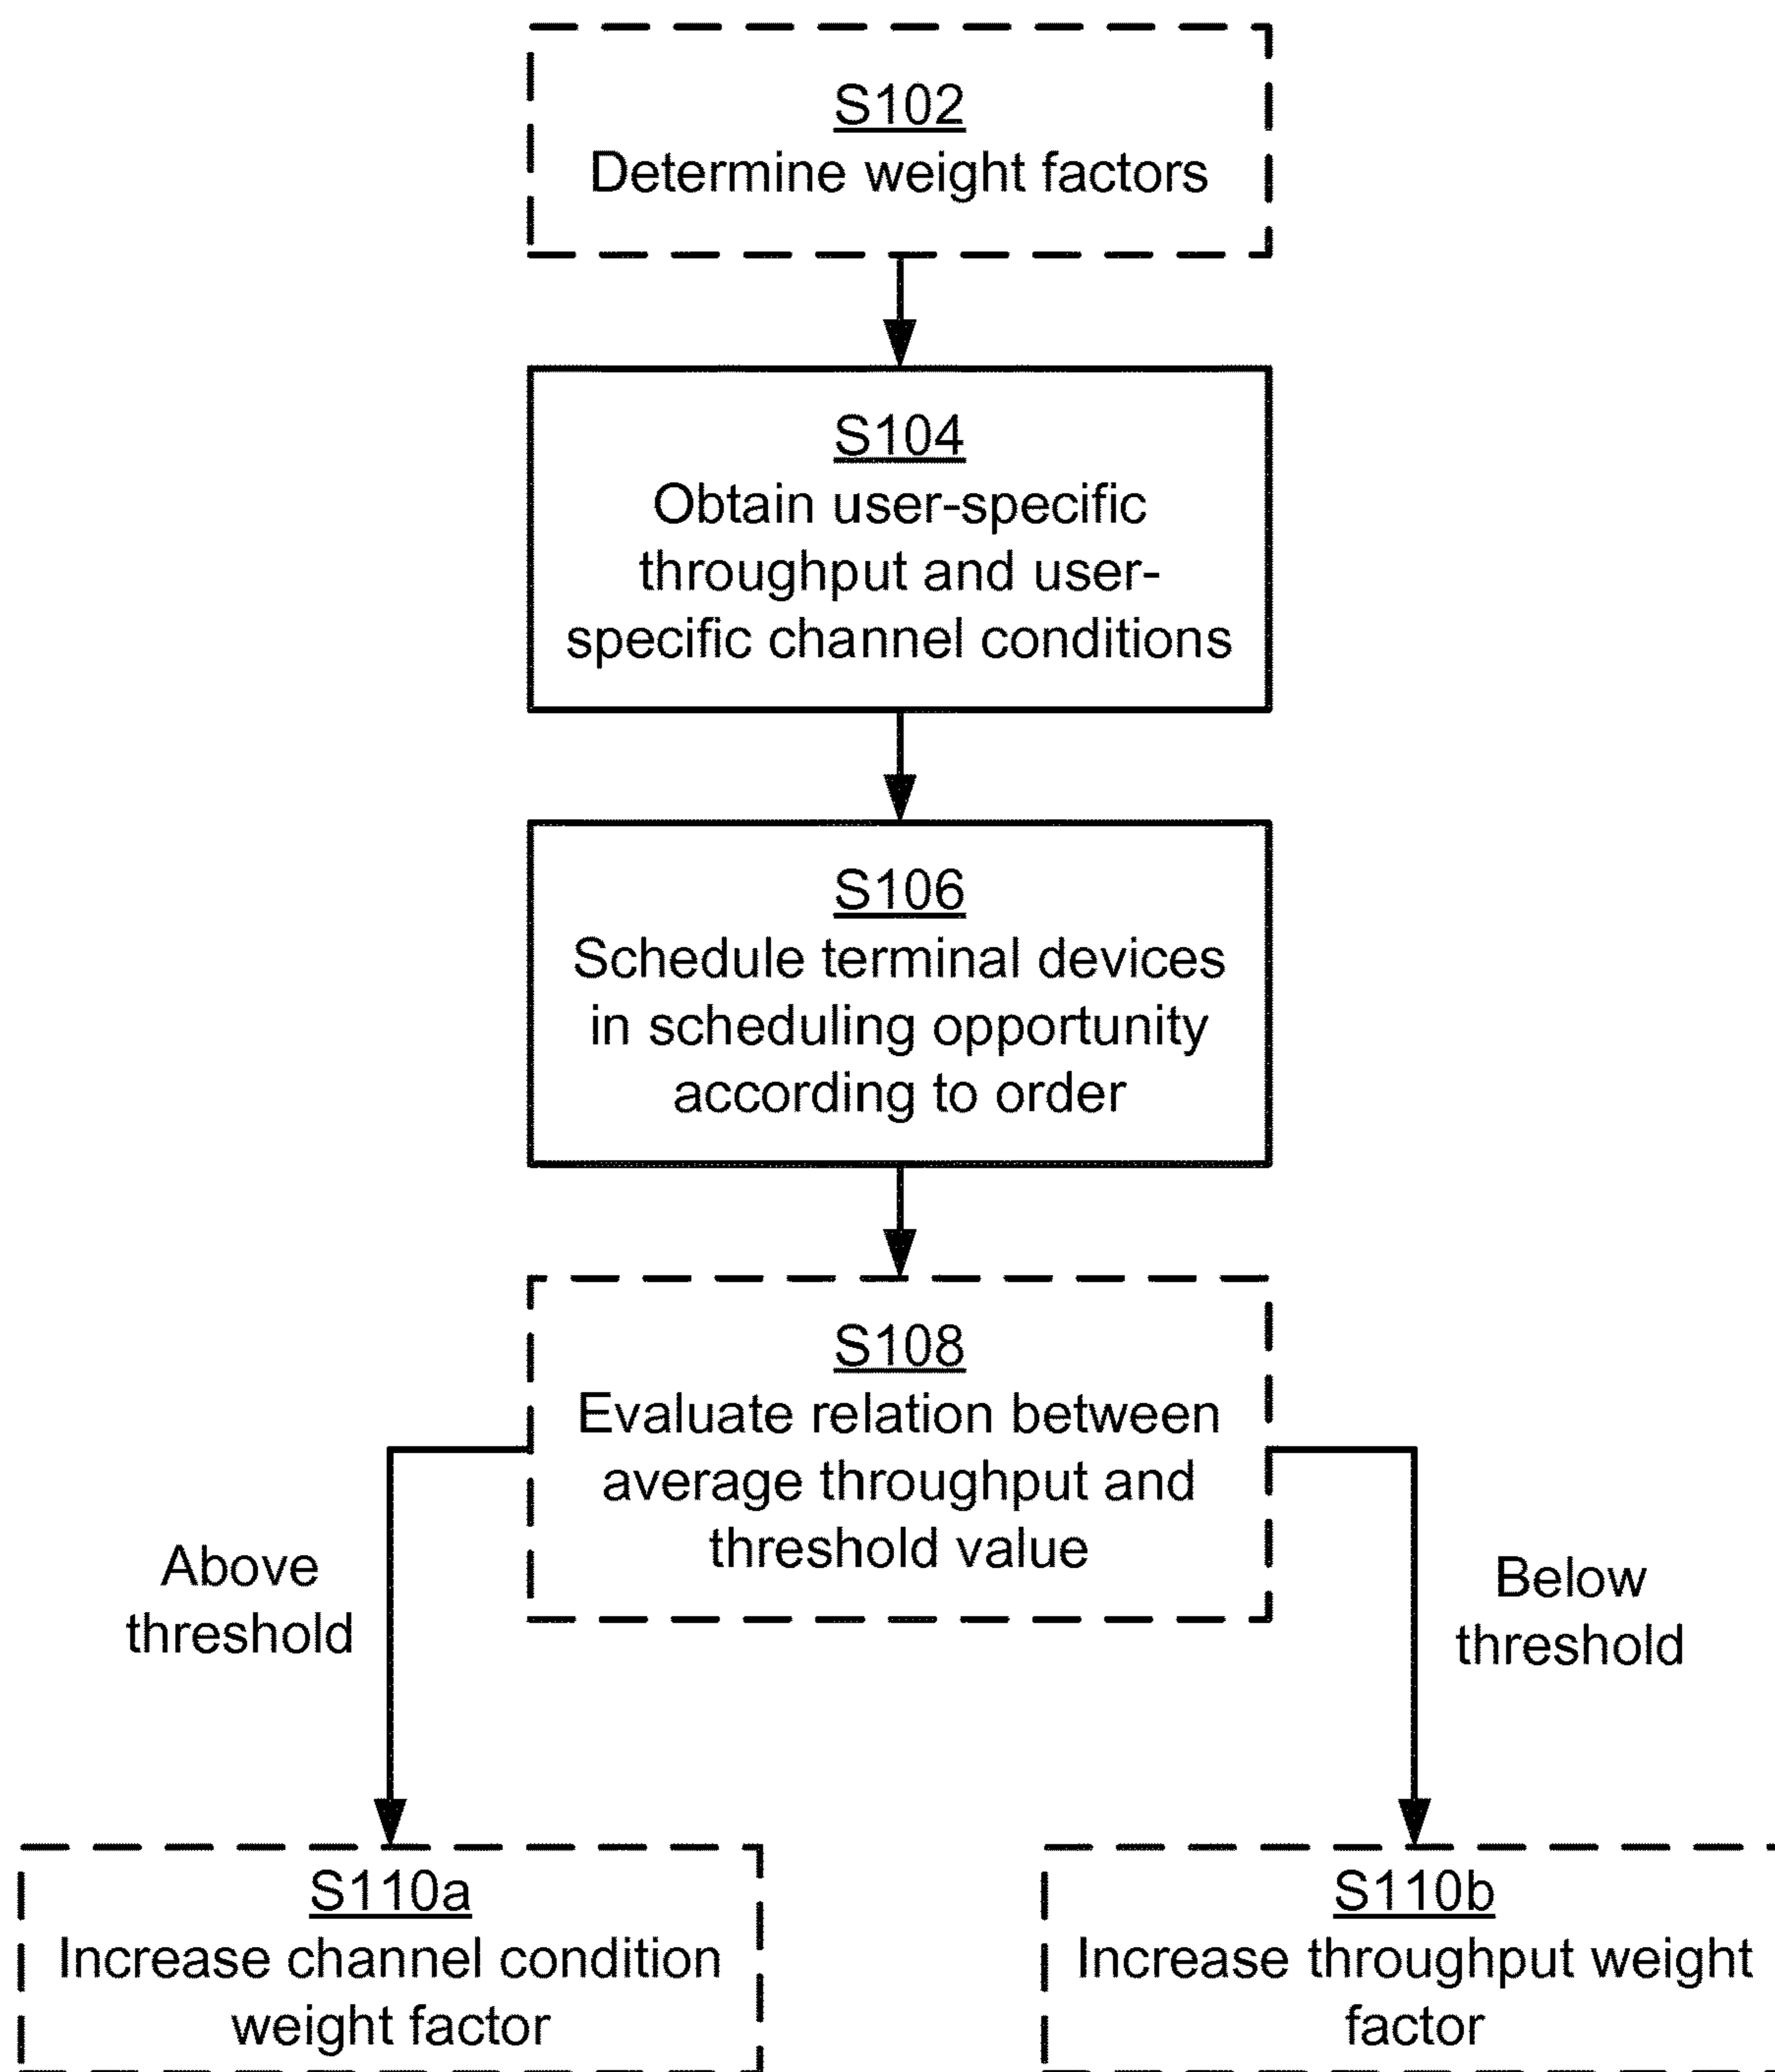 S102
Determine weight factors
S104
Obtain user-specific
throughput and user-
specific channel conditions
S106
Schedule terminal devices
in scheduling opportunity
according to order
S108
Evaluate relation between
average throughput and
threshold value
Above
threshold
Below
threshold
S110a
Increase channel condition
weight factor
S110b
Increase throughput weight
factor